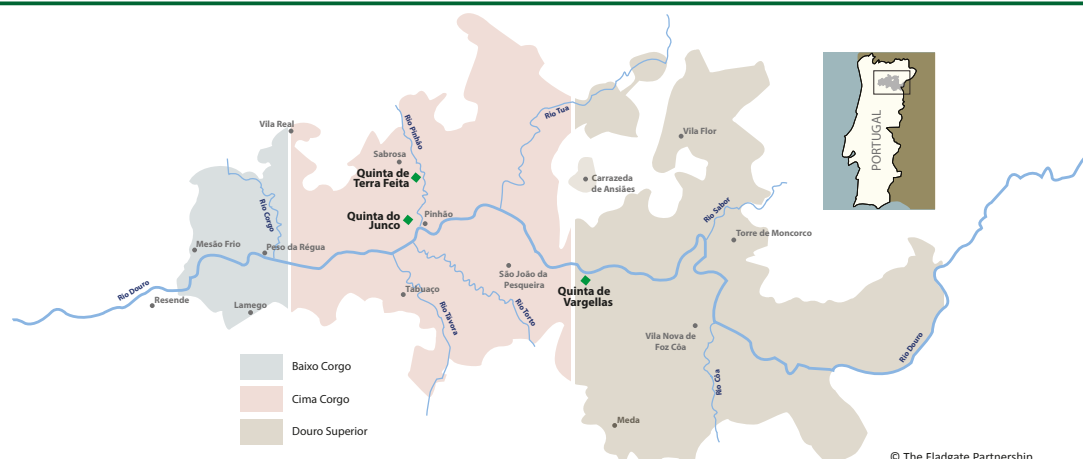 Vila Real
Rio Pinhão
Rio Tua
Vila Flor
PORTUGAL
Sabrosa
Quinta de
Terra Feita
Carrazeda
de Ansiães
Rio Corgo
Quinta do
Junco
Pinhão
Rio Sabor
Mesão Frio
Peso da Régua
Torre de Moncorco
São João da
Pesqueira
Rio Douro
Resende
Lamego
Tabuaço
Rio Távora
Rio Torto
Quinta de
Vargellas
Vila Nova de
Foz Côa
Rio Douro
Rio Côa
Baixo Corgo
Cima Corgo
Douro Superior
Meda
© The Fladgate Partnership